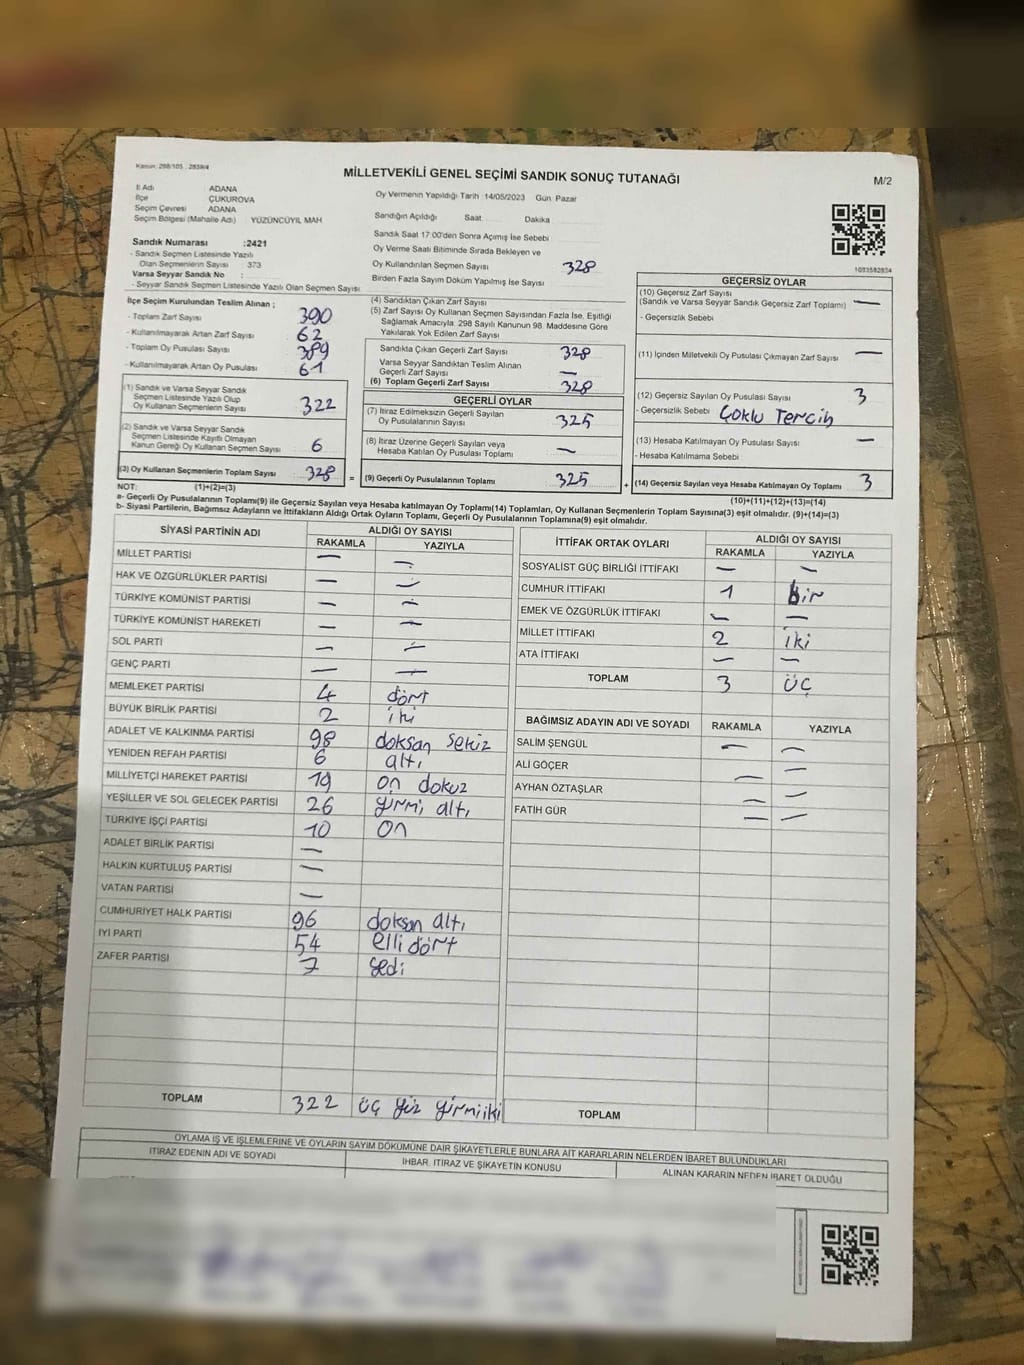 Kanun: 298/105 : 2839/4
MİLLETVEKİLİ GENEL SEÇİMİ SANDIK SONUÇ TUTANAĞI
M/2
İl Adı : ADANA
İlçe : ÇUKUROVA
Seçim Çevresi : ADANA
Seçim Bölgesi (Mahalle Adı) : YÜZÜNCÜYIL MAH
Sandık Numarası :2421
- Sandık Seçmen Listesinde Yazılı
Olan Seçmenlerin Sayısı : 373
Varsa Seyyar Sandık No :
- Seyyar Sandık Seçmen Listesinde Yazılı Olan Seçmen Sayısı
Oy Vermenin Yapıldığı Tarih : 14/05/2023 Gün Pazar
Sandığın Açıldığı Saat Dakika
Sandık Saat 17:00'den Sonra Açımış İse Sebebi
Oy Verme Saati Bitiminde Sırada Bekleyen ve
Oy Kullandırılan Seçmen Sayısı 328
Birden Fazla Sayım Döküm Yapılmış İse Sayısı
1033582834
İlçe Seçim Kurulundan Teslim Alınan ;
- Toplam Zarf Sayısı 390
- Kullanılmayarak Artan Zarf Sayısı 62
- Toplam Oy Pusulası Sayısı 389
- Kullanılmayarak Artan Oy Pusulası 61
(1) Sandık ve Varsa Seyyar Sandık
Seçmen Listesinde Yazılı Olup
Oy Kullanan Seçmenlerin Sayısı 322
(2) Sandık ve Varsa Seyyar Sandık
Seçmen Listesinde Kayıtlı Olmayan
Kanun Gereği Oy Kullanan Seçmen Sayısı 6
(3) Oy Kullanan Seçmenlerin Toplam Sayısı 328 =
(1)+(2)=(3)
(4) Sandıktan Çıkan Zarf Sayısı
(5) Zarf Sayısı Oy Kullanan Seçmen Sayısından Fazla İse, Eşitliği
Sağlamak Amacıyla, 298 Sayılı Kanunun 98. Maddesine Göre
Yakılarak Yok Edilen Zarf Sayısı
Sandıkta Çıkan Geçerli Zarf Sayısı 328
Varsa Seyyar Sandıktan Teslim Alınan
Geçerli Zarf Sayısı —
(6) Toplam Geçerli Zarf Sayısı 328
GEÇERLİ OYLAR
(7) İtiraz Edilmeksizin Geçerli Sayılan
Oy Pusulalarının Sayısı 325
(8) İtiraz Üzerine Geçerli Sayılan veya
Hesaba Katılan Oy Pusulası Toplamı —
(9) Geçerli Oy Pusulalarının Toplamı 325 +
GEÇERSİZ OYLAR
(10) Geçersiz Zarf Sayısı
(Sandık ve Varsa Seyyar Sandık Geçersiz Zarf Toplamı) —
- Geçersizlik Sebebi
(11) İçinden Milletvekili Oy Pusulası Çıkmayan Zarf Sayısı —
(12) Geçersiz Sayılan Oy Pusulası Sayısı 3
- Geçersizlik Sebebi Çoklu Tercih
(13) Hesaba Katılmayan Oy Pusulası Sayısı —
- Hesaba Katılmama Sebebi
(14) Geçersiz Sayılan veya Hesaba Katılmayan Oy Toplamı 3
(10)+(11)+(12)+(13)=(14)
NOT:
a- Geçerli Oy Pusulalarının Toplamı(9) ile Geçersiz Sayılan veya Hesaba katılmayan Oy Toplamı(14) Toplamları, Oy Kullanan Seçmenlerin Toplam Sayısına(3) eşit olmalıdır. (9)+(14)=(3)
b- Siyasi Partilerin, Bağımsız Adayların ve İttifakların Aldığı Ortak Oyların Toplamı, Geçerli Oy Pusulalarının Toplamına(9) eşit olmalıdır.
SİYASİ PARTİNİN ADI ALDIĞI OY SAYISI
RAKAMLA YAZIYLA
MİLLET PARTİSİ — —
HAK VE ÖZGÜRLÜKLER PARTİSİ — —
TÜRKİYE KOMÜNİST PARTİSİ — —
TÜRKİYE KOMÜNİST HAREKETİ — —
SOL PARTİ — —
GENÇ PARTİ — —
MEMLEKET PARTİSİ 4 dört
BÜYÜK BİRLİK PARTİSİ 2 iki
ADALET VE KALKINMA PARTİSİ 98 doksan sekiz
YENİDEN REFAH PARTİSİ 6 altı
MİLLİYETÇİ HAREKET PARTİSİ 19 on dokuz
YEŞİLLER VE SOL GELECEK PARTİSİ 26 yirmi altı
TÜRKİYE İŞÇİ PARTİSİ 10 on
ADALET BİRLİK PARTİSİ —
HALKIN KURTULUŞ PARTİSİ —
VATAN PARTİSİ —
CUMHURİYET HALK PARTİSİ 96 doksan altı
İYİ PARTİ 54 elli dört
ZAFER PARTİSİ 7 yedi
TOPLAM 322 üç yüz yirmiiki
İTTİFAK ORTAK OYLARI ALDIĞI OY SAYISI
RAKAMLA YAZIYLA
SOSYALİST GÜÇ BİRLİĞİ İTTİFAKI — —
CUMHUR İTTİFAKI 1 bir
EMEK VE ÖZGÜRLÜK İTTİFAKI — —
MİLLET İTTİFAKI 2 iki
ATA İTTİFAKI — —
TOPLAM 3 ÜÇ
BAĞIMSIZ ADAYIN ADI VE SOYADI RAKAMLA YAZIYLA
SALİM ŞENGÜL — —
ALİ GÖÇER — —
AYHAN ÖZTAŞLAR — —
FATİH GÜR — —
TOPLAM
OYLAMA İŞ VE İŞLEMLERİNE VE OYLARIN SAYIM DÖKÜMÜNE DAİR ŞİKAYETLERLE BUNLARA AİT KARARLARIN NELERDEN İBARET BULUNDUKLARI
İTİRAZ EDENİN ADI VE SOYADI
İHBAR, İTİRAZ VE ŞİKAYETİN KONUSU
ALINAN KARARIN NEDEN İBARET OLDUĞU